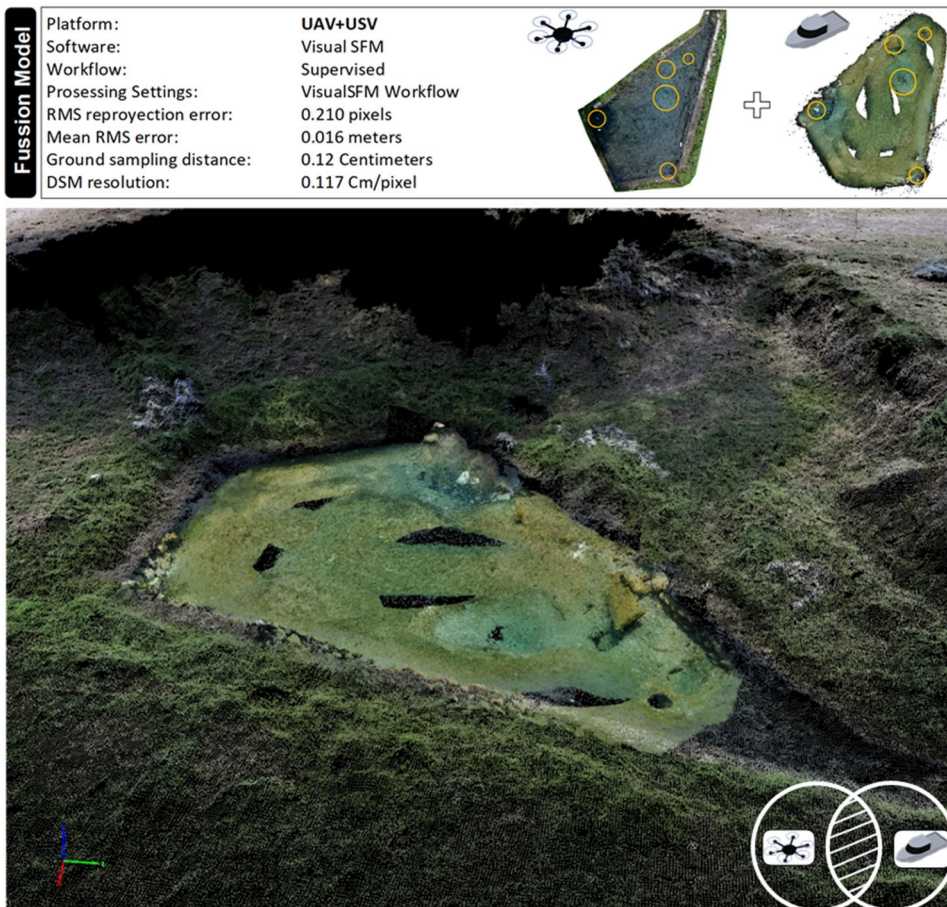 Fussion Model
Platform: UAV+USV
Software: Visual SFM
Workflow: Supervised
Prosessing Settings: VisualSFM Workflow
RMS reproyection error: 0.210 pixels
Mean RMS error: 0.016 meters
Ground sampling distance: 0.12 Centimeters
DSM resolution: 0.117 Cm/pixel